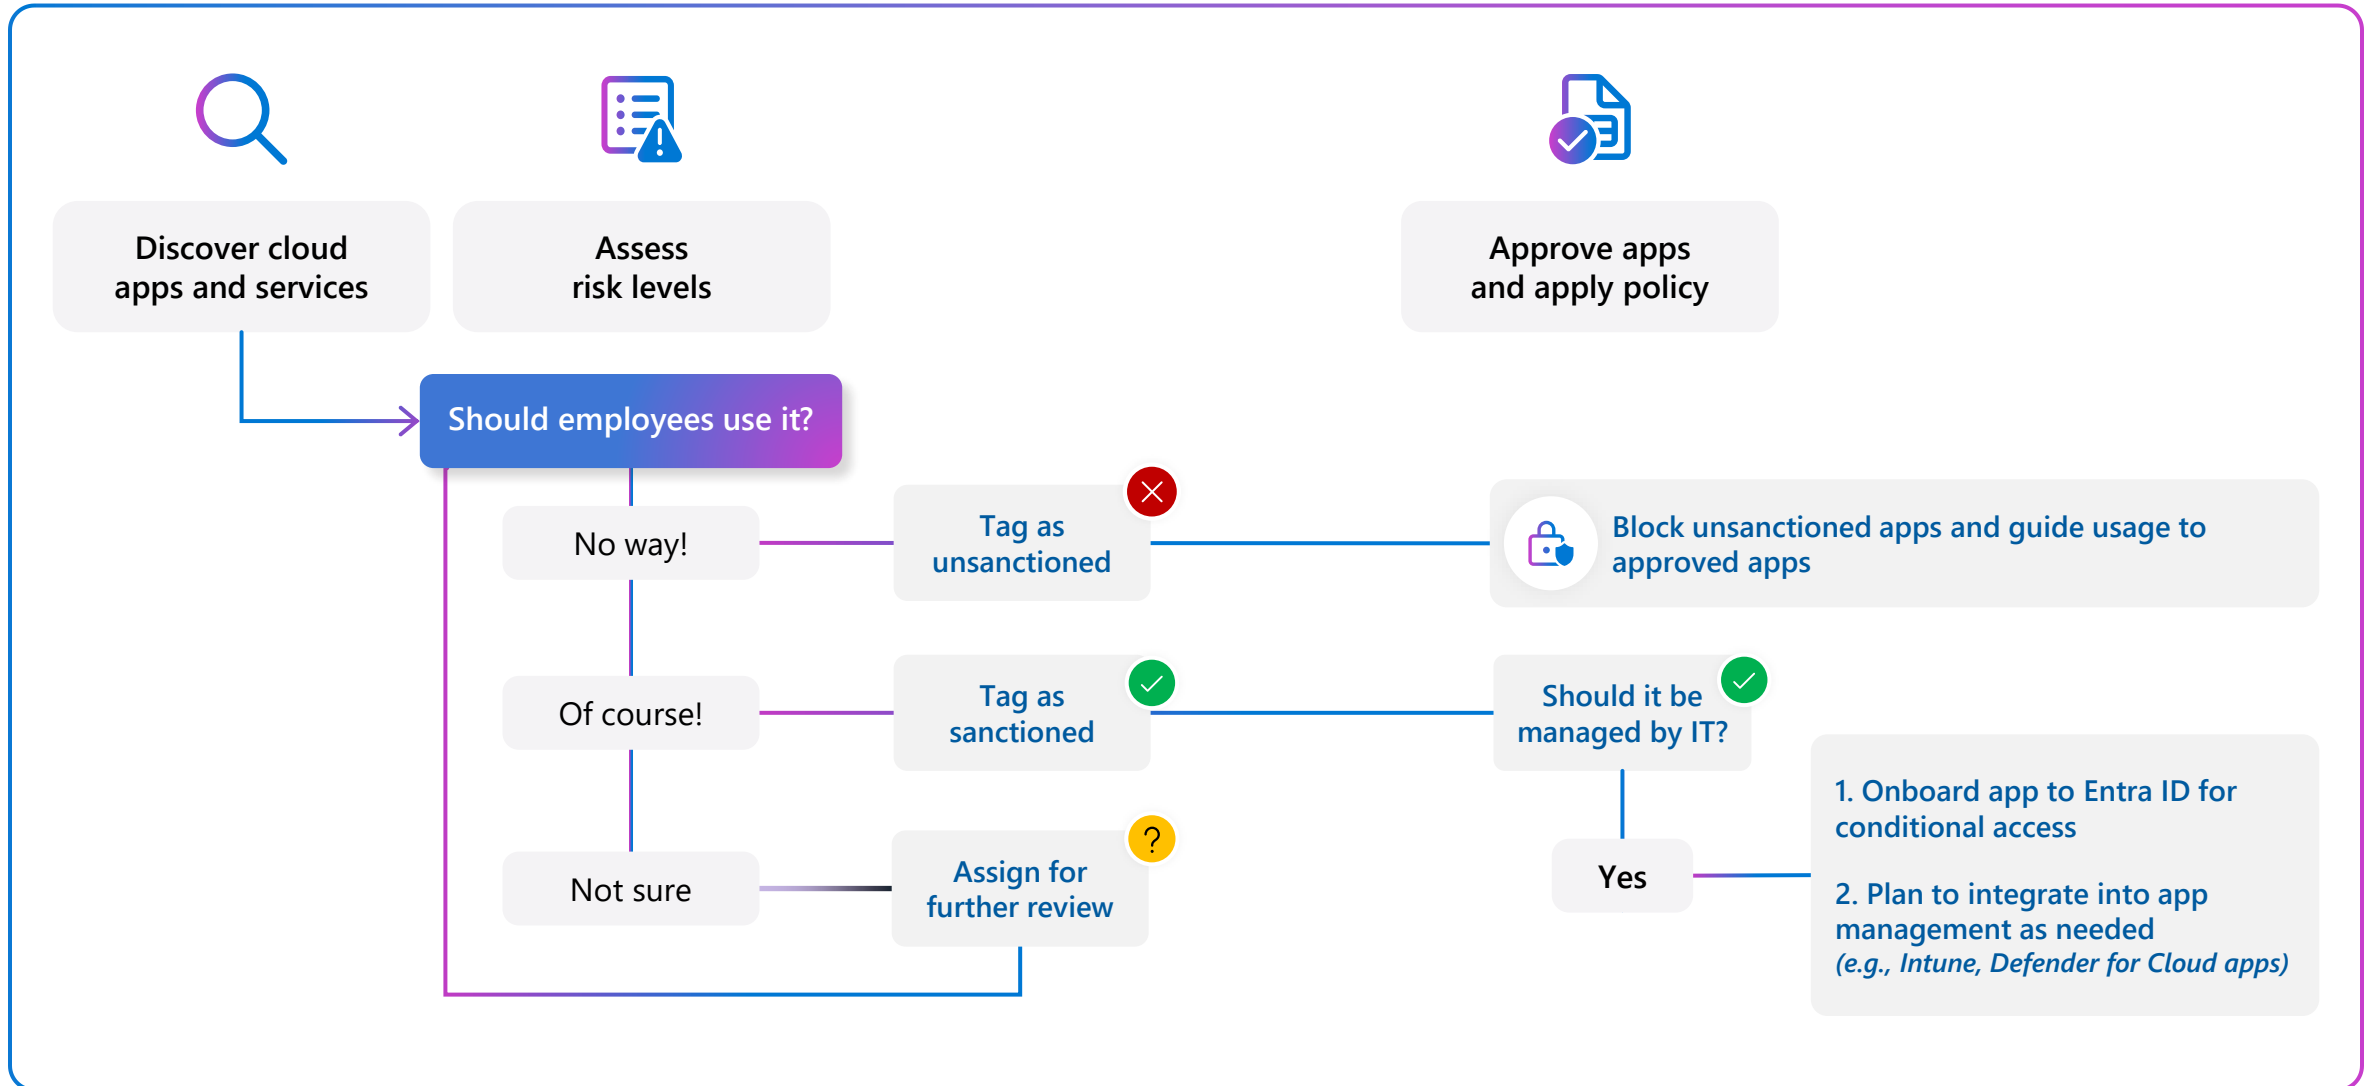 Discover cloud
apps and services
Assess
risk levels
Approve apps
and apply policy
Should employees use it?
No way!
Tag as
unsanctioned
Block unsanctioned apps and guide usage to
approved apps
Of course!
Tag as
sanctioned
Should it be
managed by IT?
Not sure
Assign for
further review
?
Yes
1. Onboard app to Entra ID for
conditional access
2. Plan to integrate into app
management as needed
(e.g., Intune, Defender for Cloud apps)